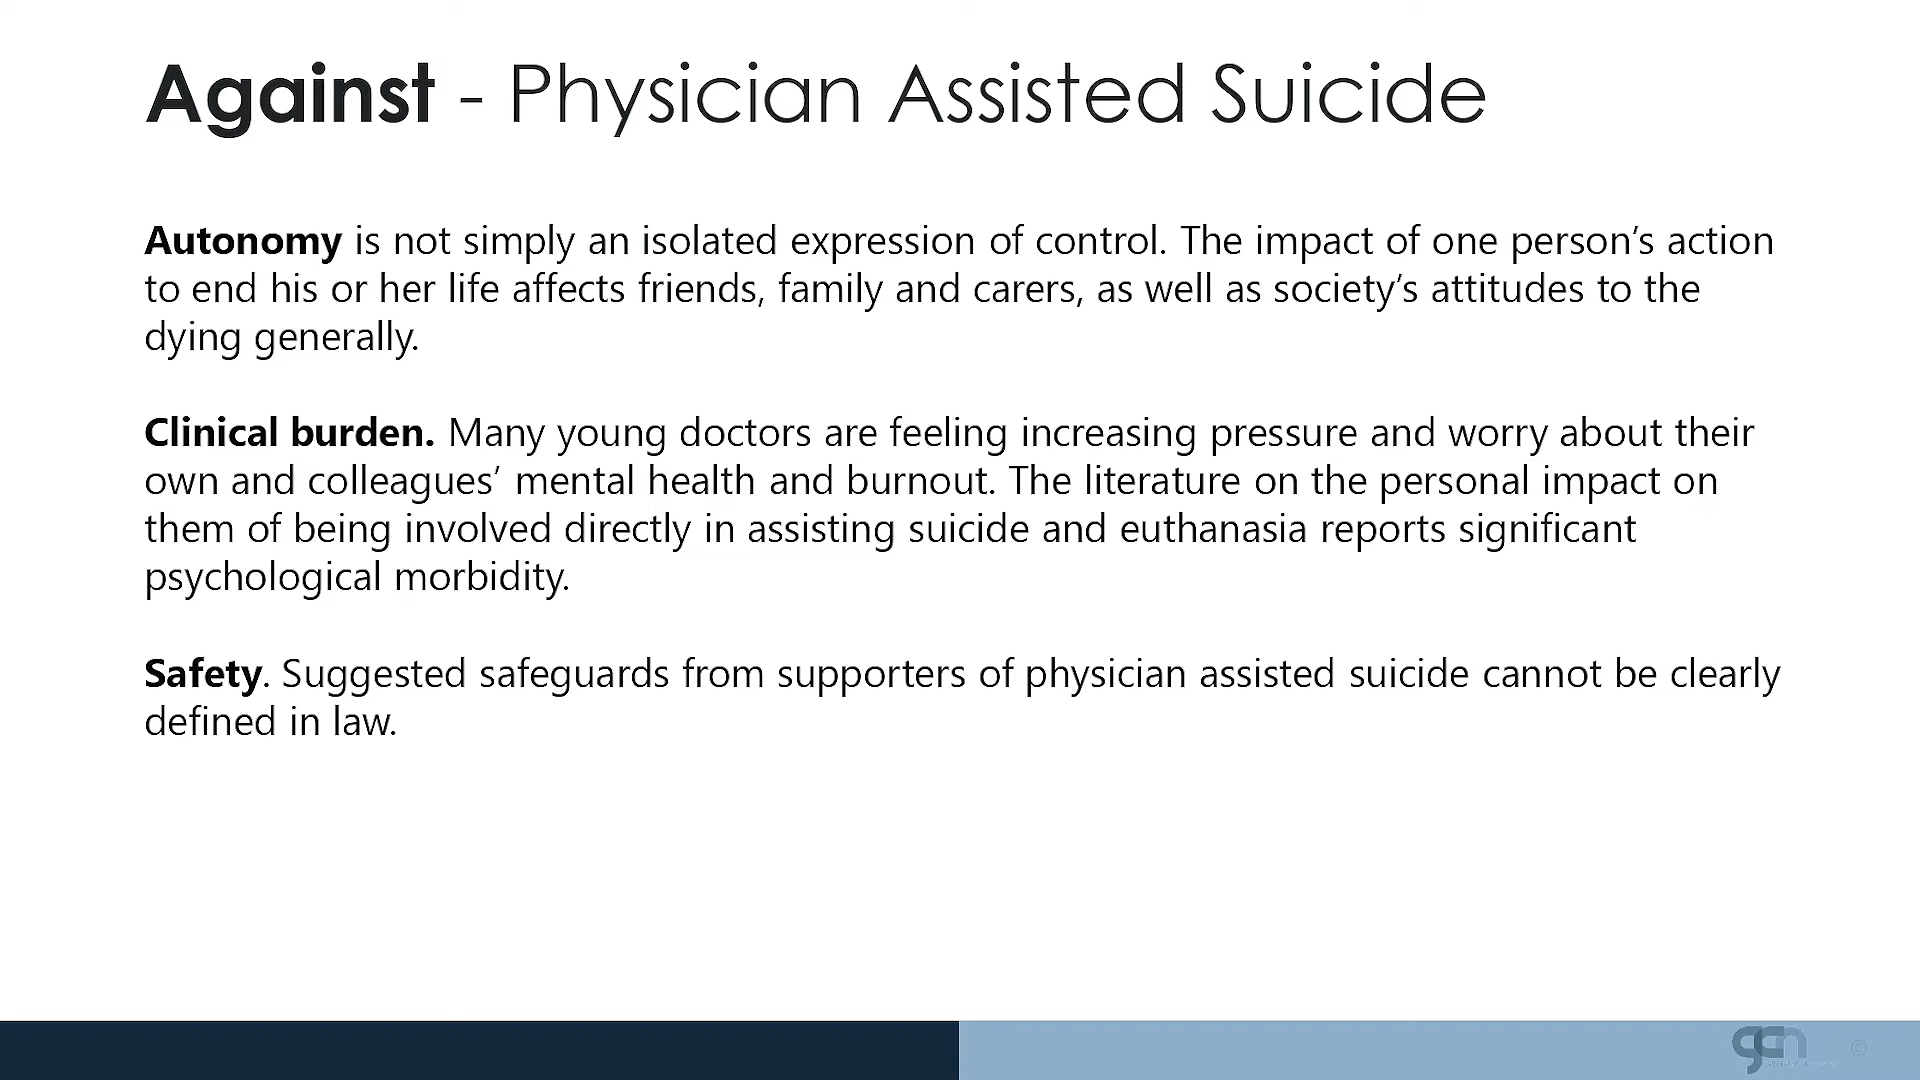 Against - Physician Assisted Suicide
Autonomy is not simply an isolated expression of control. The impact of one person’s action
to end his or her life affects friends, family and carers, as well as society’s attitudes to the
dying generally.
Clinical burden. Many young doctors are feeling increasing pressure and worry about their
own and colleagues’ mental health and burnout. The literature on the personal impact on
them of being involved directly in assisting suicide and euthanasia reports significant
psychological morbidity.
Safety. Suggested safeguards from supporters of physician assisted suicide cannot be clearly
defined in law.
gcn ©